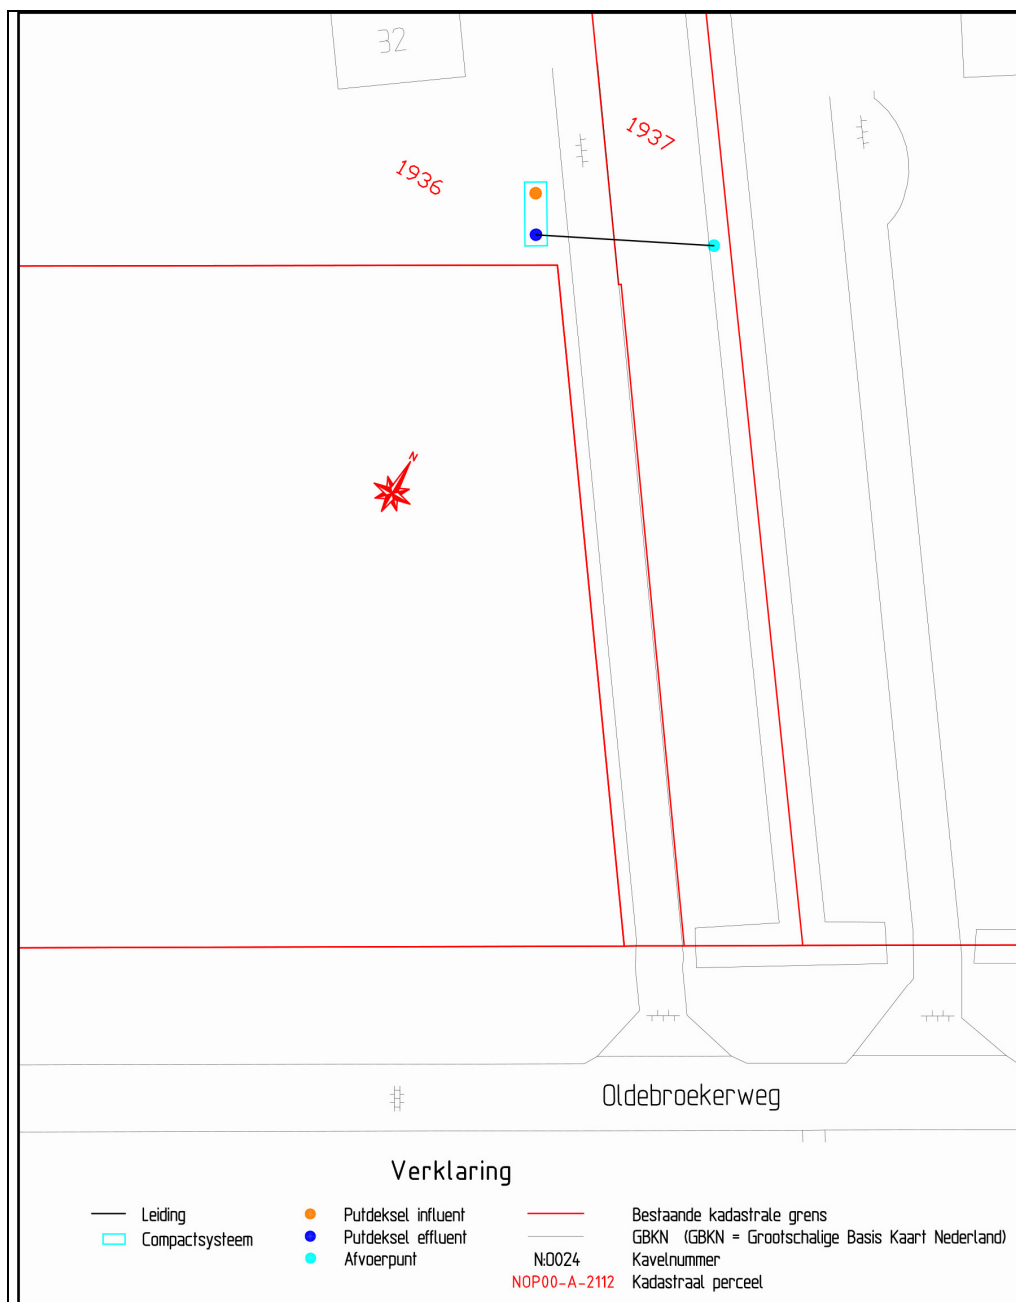 32
1937
1936
N
Oldebroekerweg
Verklaring
Leiding
Compactsysteem
Putdeksel influent
Putdeksel effluent
Afvoerpunt
Bestaande kadastrale grens
GBKN (GBKN = Grootschalige Basis Kaart Nederland)
N:0024 Kavelnummer
NOP00-A-2112 Kadastraal perceel